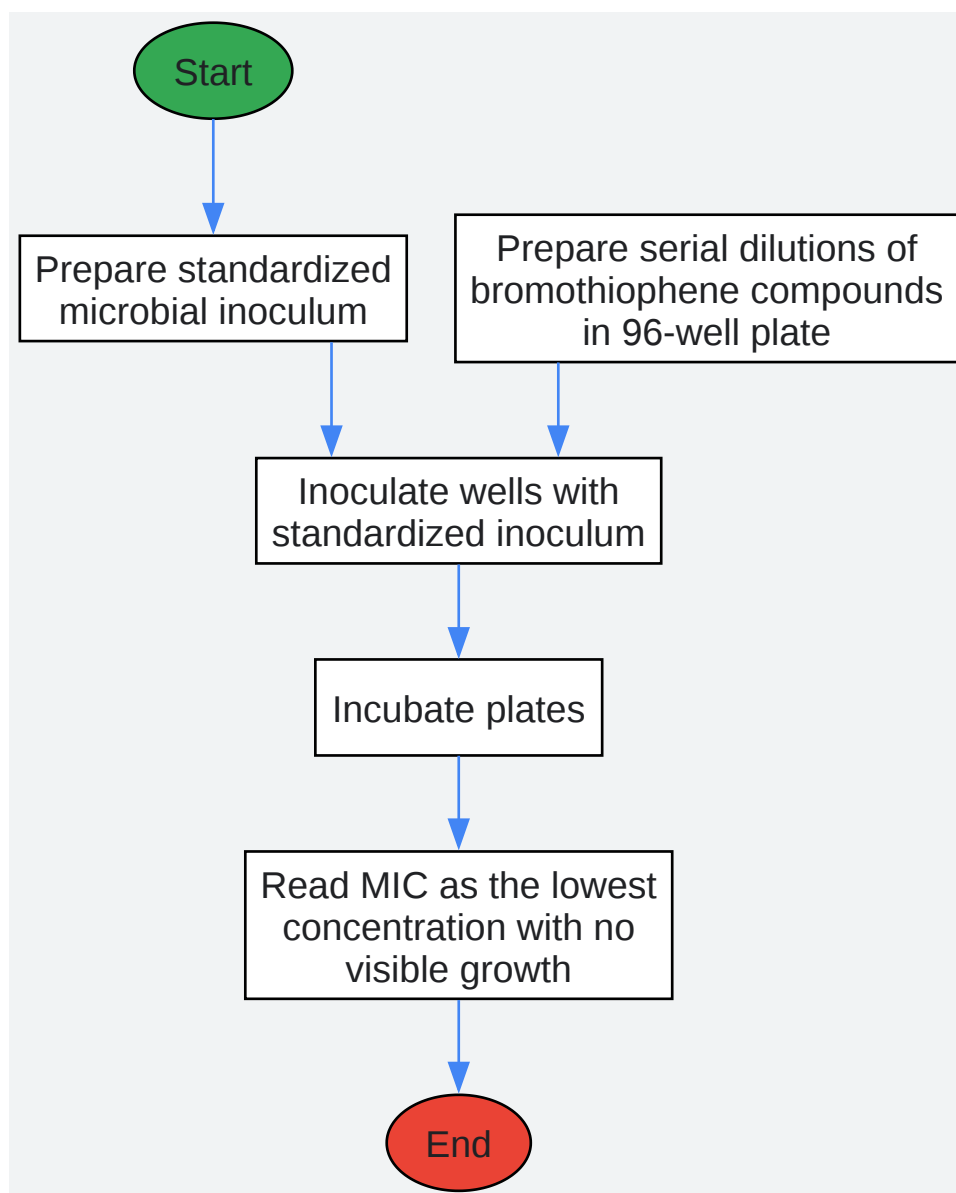 Start
Prepare standardized
microbial inoculum
Prepare serial dilutions of
bromothiophene compounds
in 96-well plate
Inoculate wells with
standardized inoculum
Incubate plates
Read MIC as the lowest
concentration with no
visible growth
End